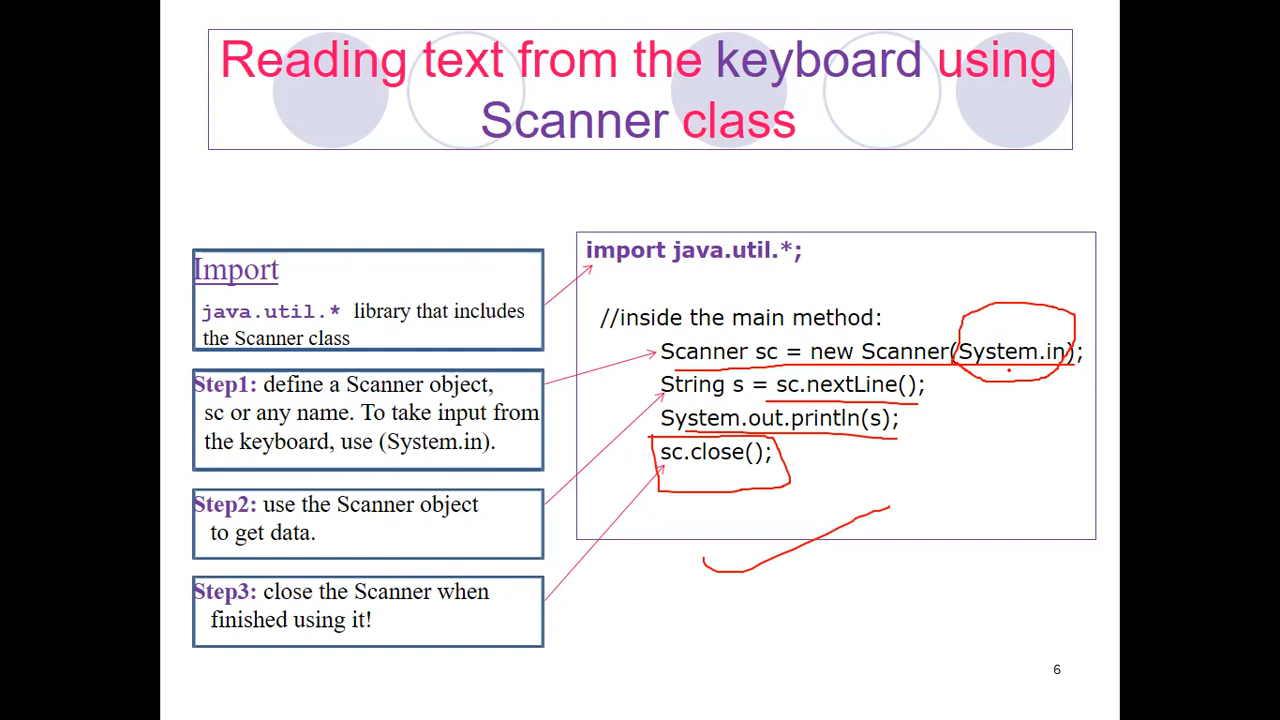 Reading text from the keyboard using
Scanner class
Import
java.util.* library that includes
the Scanner class
Step1: define a Scanner object,
sc or any name. To take input from
the keyboard, use (System.in).
Step2: use the Scanner object
to get data.
Step3: close the Scanner when
finished using it!
import java.util.*;
//inside the main method:
Scanner sc = new Scanner(System.in);
String s = sc.nextLine();
System.out.println(s);
sc.close();
6